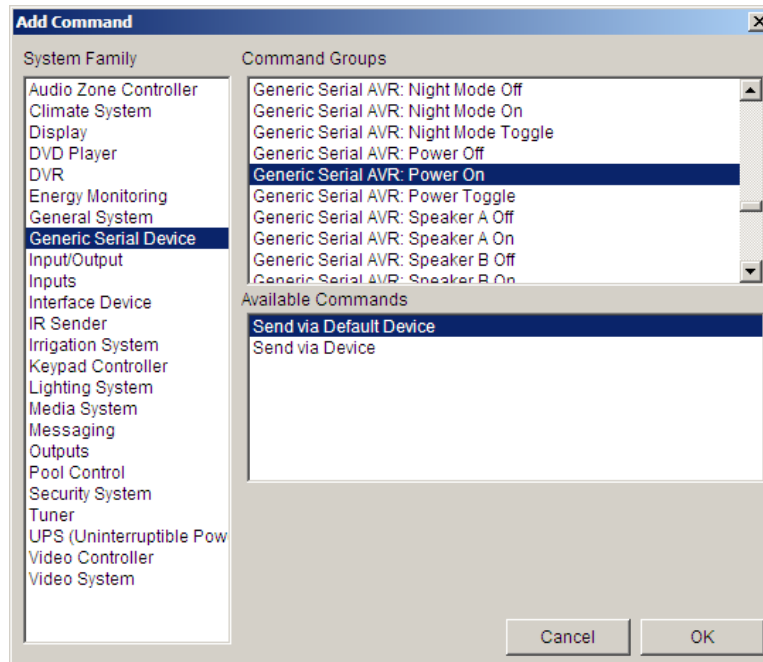 Add Command
System Family
Audio Zone Controller
Climate System
Display
DVD Player
DVR
Energy Monitoring
General System
Generic Serial Device
Input/Output
Inputs
Interface Device
IR Sender
Irrigation System
Keypad Controller
Lighting System
Media System
Messaging
Outputs
Pool Control
Security System
Tuner
UPS (Uninterruptible Pow
Video Controller
Video System
Command Groups
Generic Serial AVR: Night Mode Off
Generic Serial AVR: Night Mode On
Generic Serial AVR: Night Mode Toggle
Generic Serial AVR: Power Off
Generic Serial AVR: Power On
Generic Serial AVR: Power Toggle
Generic Serial AVR: Speaker A Off
Generic Serial AVR: Speaker A On
Generic Serial AVR: Speaker B Off
Generic Serial AVR: Speaker B On
Available Commands
Send via Default Device
Send via Device
Cancel
OK